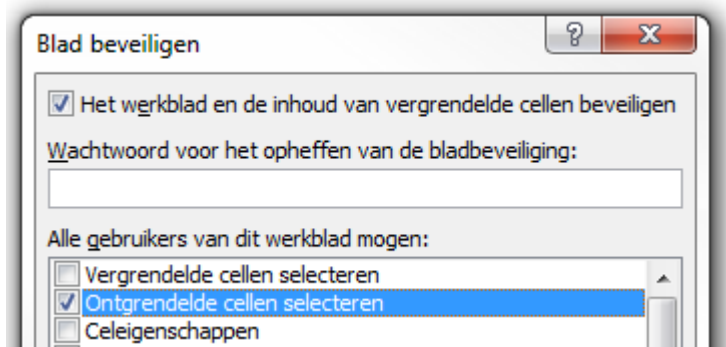 Blad beveiligen
Het werkblad en de inhoud van vergrendelde cellen beveiligen
Wachtwoord voor het opheffen van de bladbeveiliging:
Alle gebruikers van dit werkblad mogen:
Vergrendelde cellen selecteren
Ontgrendelde cellen selecteren
Celeigenschappen